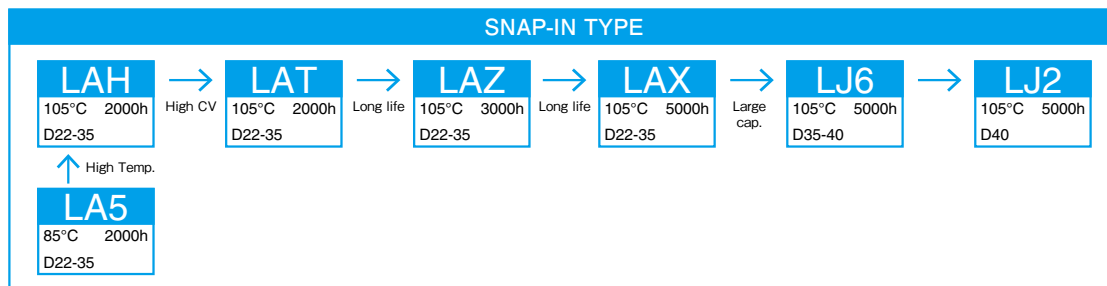 SNAP-IN TYPE
LAH
105°C 2000h
D22-35
High CV
LAT
105°C 2000h
D22-35
Long life
LAZ
105°C 3000h
D22-35
Long life
LAX
105°C 5000h
D22-35
Large
cap.
LJ6
105°C 5000h
D35-40
LJ2
105°C 5000h
D40
High Temp.
LA5
85°C 2000h
D22-35